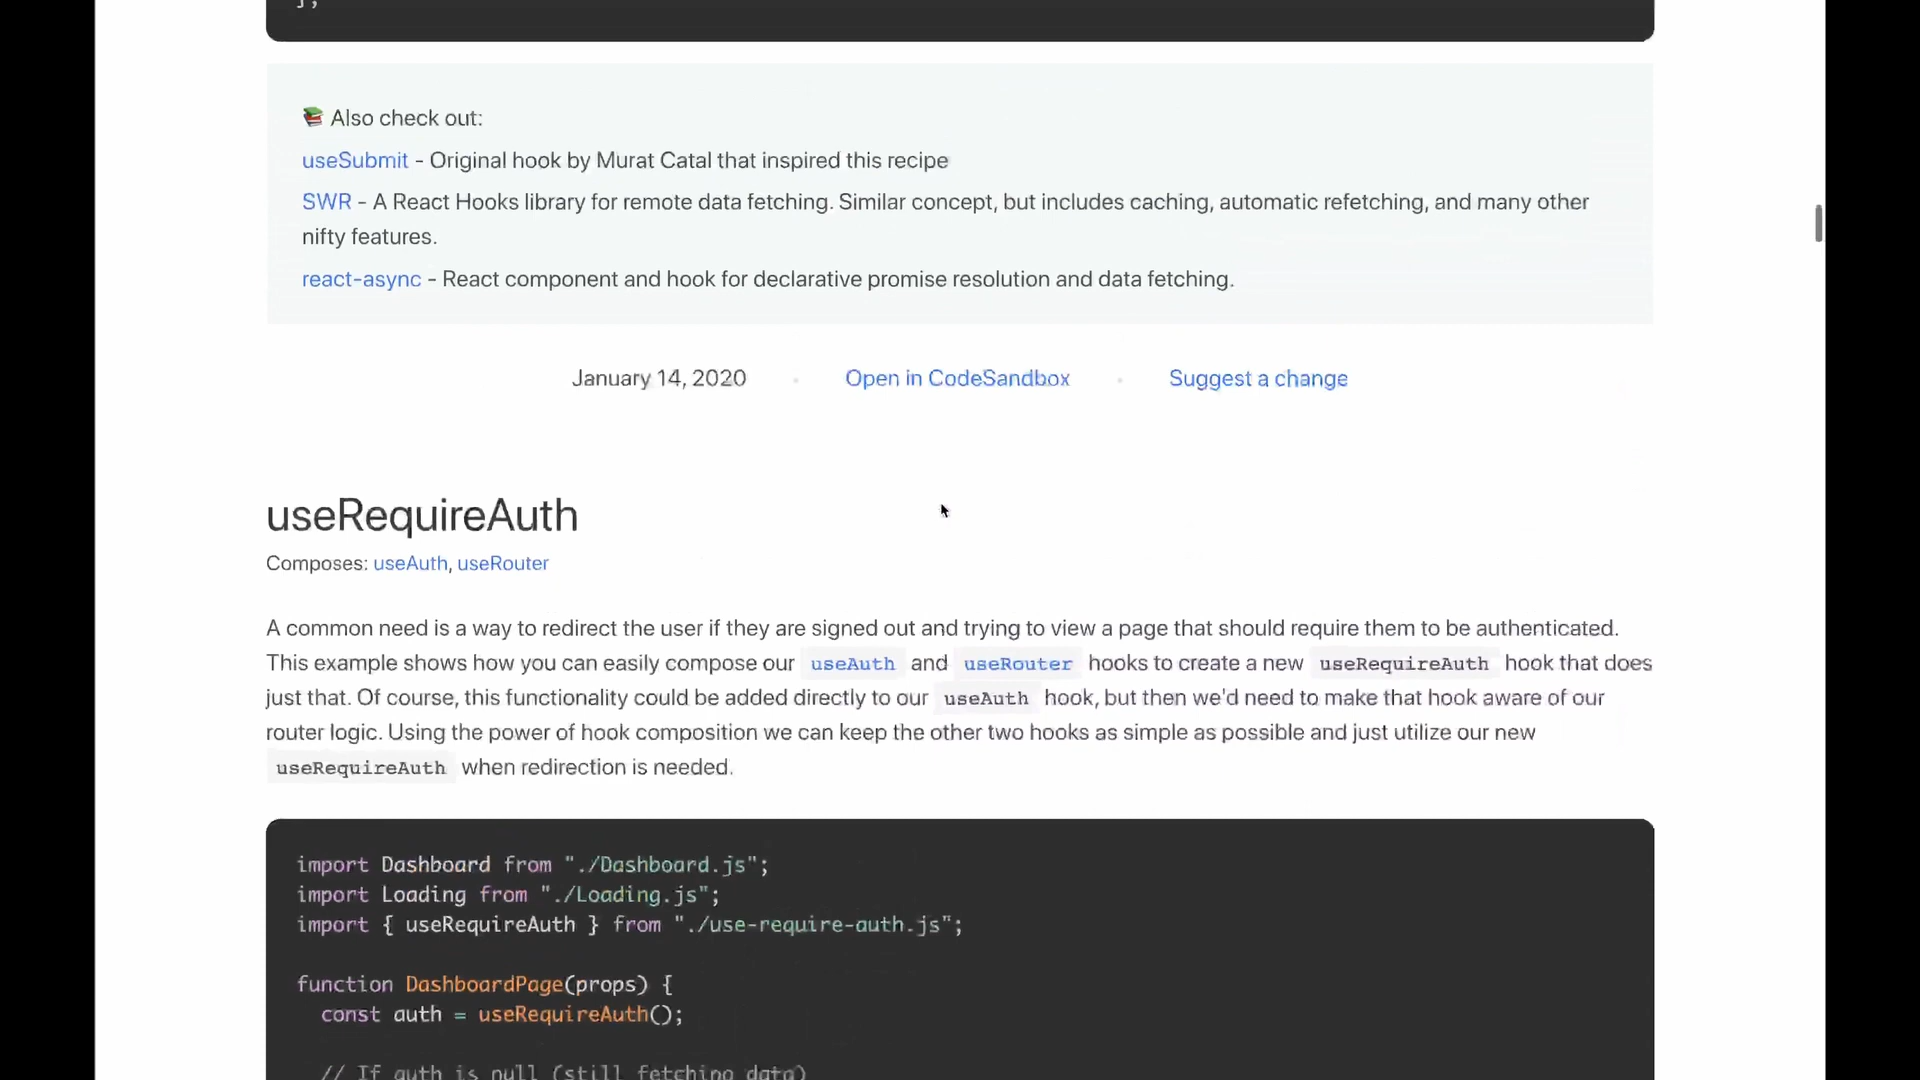 };
📚 Also check out:
useSubmit - Original hook by Murat Catal that inspired this recipe
SWR - A React Hooks library for remote data fetching. Similar concept, but includes caching, automatic refetching, and many other
nifty features.
react-async - React component and hook for declarative promise resolution and data fetching.
January 14, 2020 • Open in CodeSandbox • Suggest a change
useRequireAuth
Composes: useAuth, useRouter
A common need is a way to redirect the user if they are signed out and trying to view a page that should require them to be authenticated.
This example shows how you can easily compose our useAuth and useRouter hooks to create a new useRequireAuth hook that does
just that. Of course, this functionality could be added directly to our useAuth hook, but then we'd need to make that hook aware of our
router logic. Using the power of hook composition we can keep the other two hooks as simple as possible and just utilize our new
useRequireAuth when redirection is needed.
import Dashboard from "./Dashboard.js";
import Loading from "./Loading.js";
import { useRequireAuth } from "./use-require-auth.js";
function DashboardPage(props) {
const auth = useRequireAuth();
// If auth is null (still fetching data)